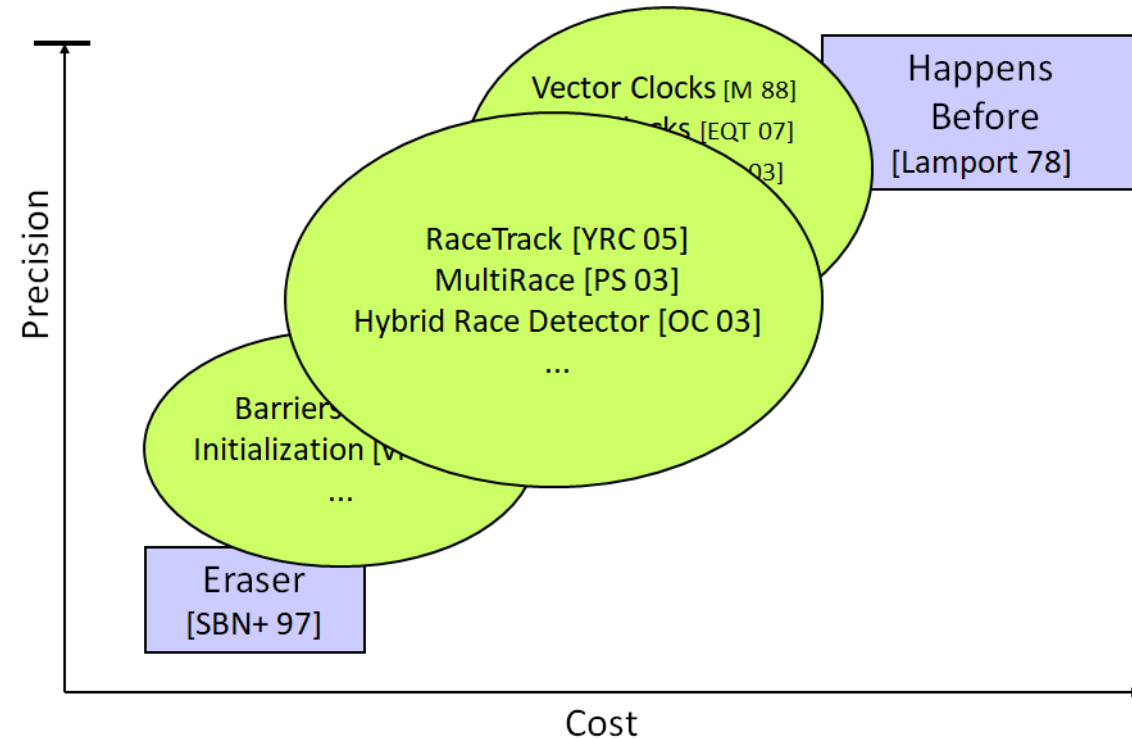 Vector Clocks [M 88]
[EQT 07]
03]
Happens
Before
[Lamport 78]
RaceTrack [YRC 05]
MultiRace [PS 03]
Hybrid Race Detector [OC 03]
...
Barriers
Initialization
...
Eraser
[SBN+ 97]
Precision
Cost